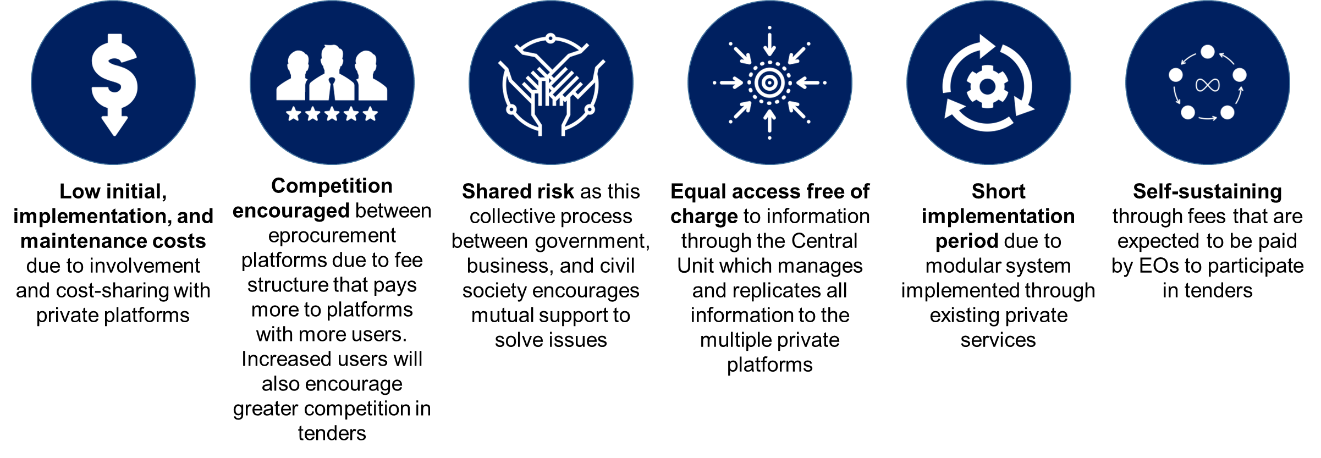 Low initial,
implementation, and
maintenance costs
due to involvement
and cost-sharing with
private platforms
Competition
encouraged between
eprocurement
platforms due to fee
structure that pays
more to platforms
with more users.
Increased users will
also encourage
greater competition in
tenders
Shared risk as this
collective process
between government,
business, and civil
society encourages
mutual support to
solve issues
Equal access free of
charge to information
through the Central
Unit which manages
and replicates all
information to the
multiple private
platforms
Short
implementation
period due to
modular system
implemented through
existing private
services
Self-sustaining
through fees that are
expected to be paid
by EOs to participate
in tenders